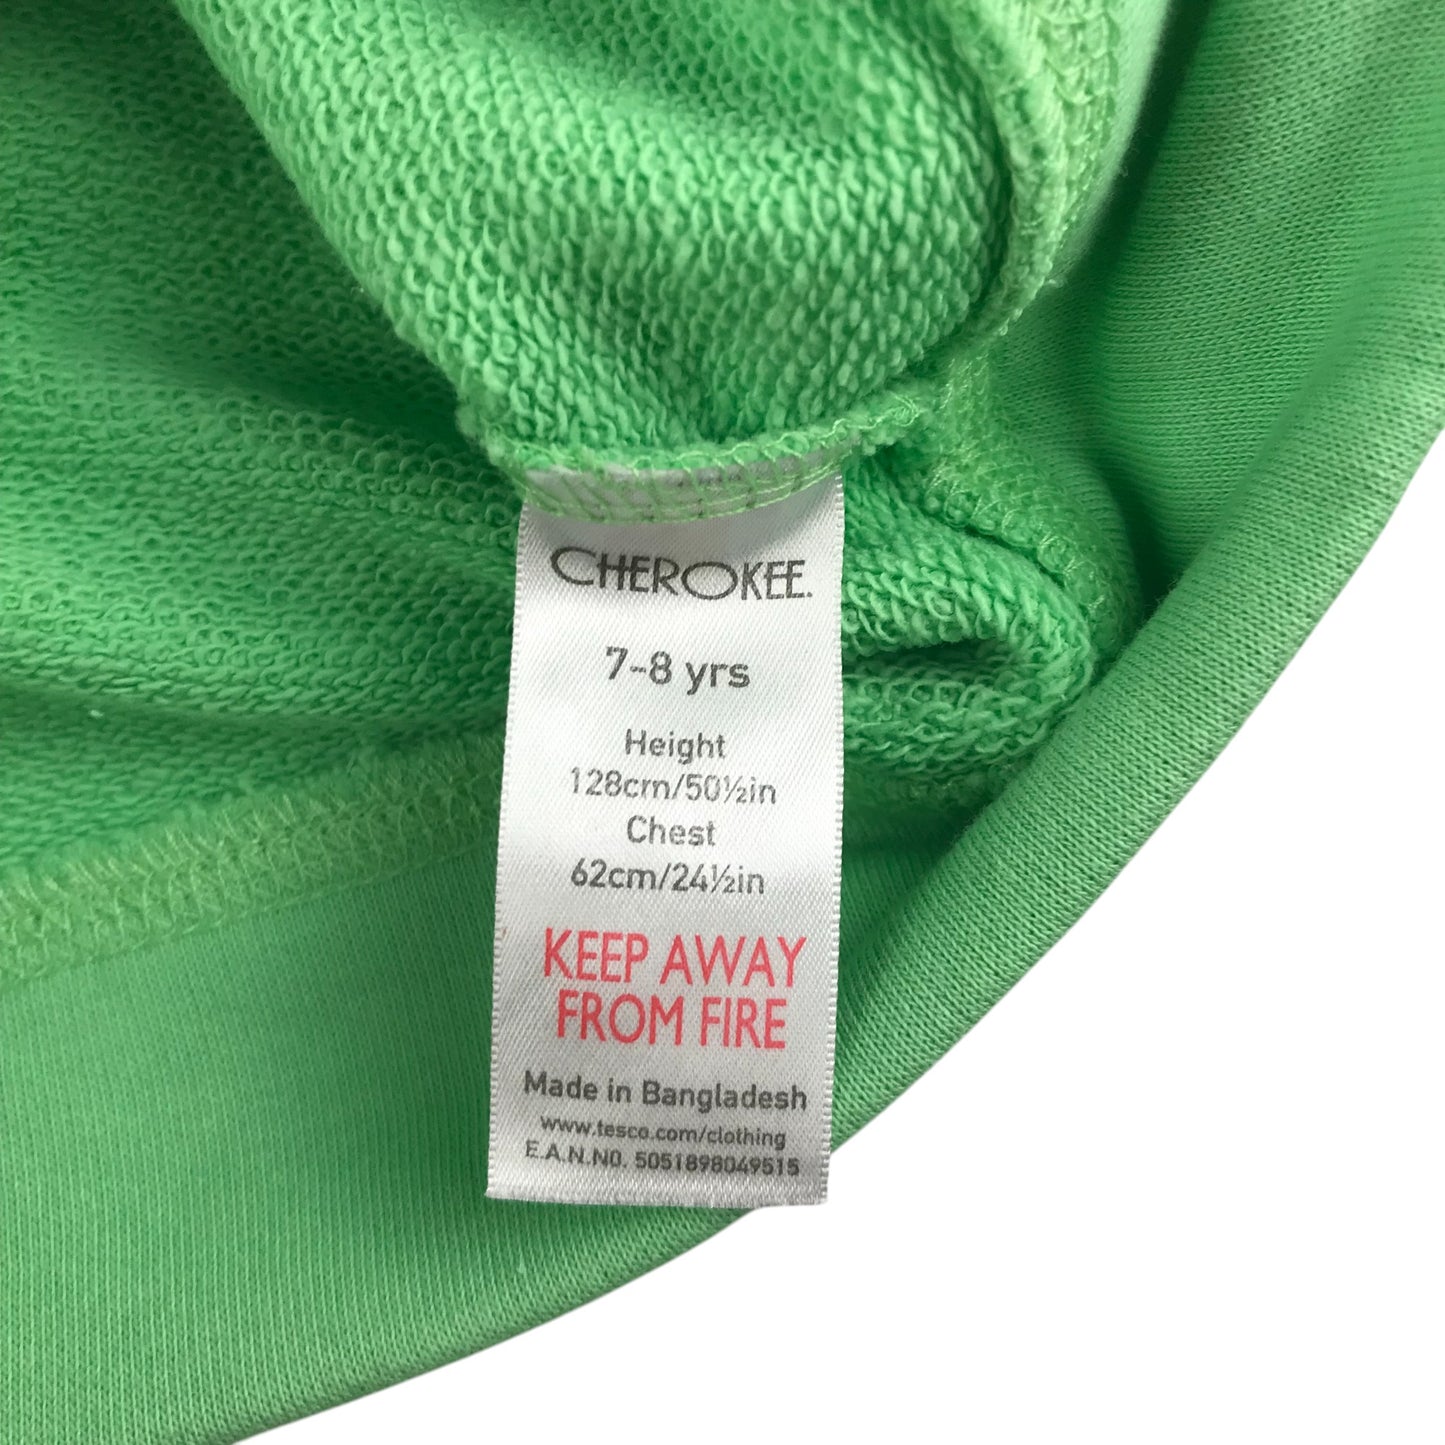 CHEROKEE.
7-8 yrs
Height
128cm/50½in
Chest
62cm/24½in
KEEP AWAY
FROM FIRE
Made in Bangladesh
www.tesco.com/clothing
E.A.N.NO. 5051898049515